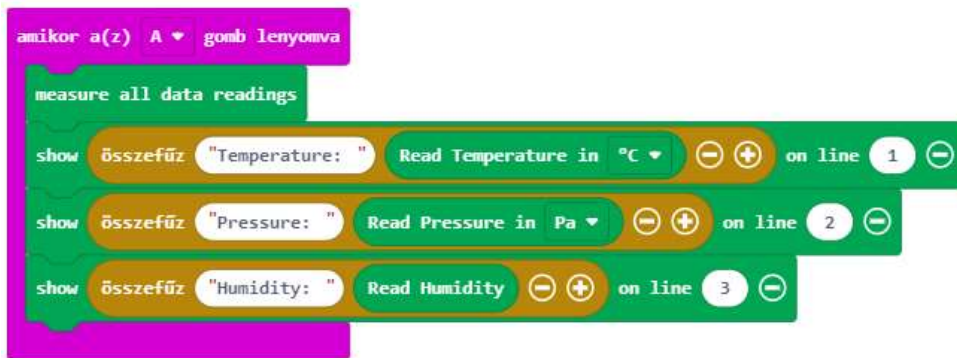 amikor a(z) A gomb lenyomva
measure all data readings
show összefűz "Temperature: " Read Temperature in °C on line 1
show összefűz "Pressure: " Read Pressure in Pa on line 2
show összefűz "Humidity: " Read Humidity on line 3